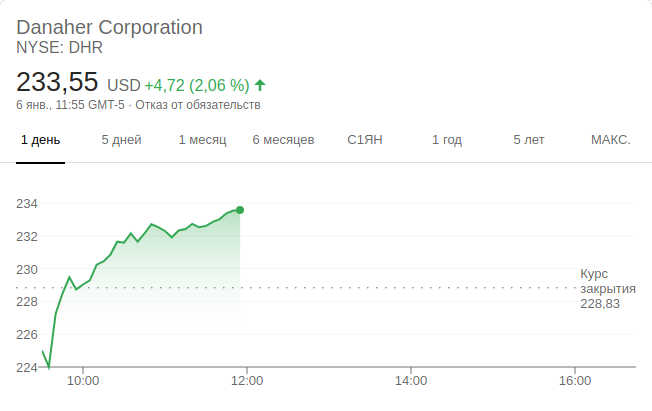 Danaher Corporation
NYSE: DHR
233,55 USD +4,72 (2,06 %)
6 янв., 11:55 GMT-5 · Отказ от обязательств
1 день 5 дней 1 месяц 6 месяцев С1ЯН 1 год 5 лет МАКС.
234
232
230
228
226
224
Курс
закрытия
228,83
10:00 12:00 14:00 16:00